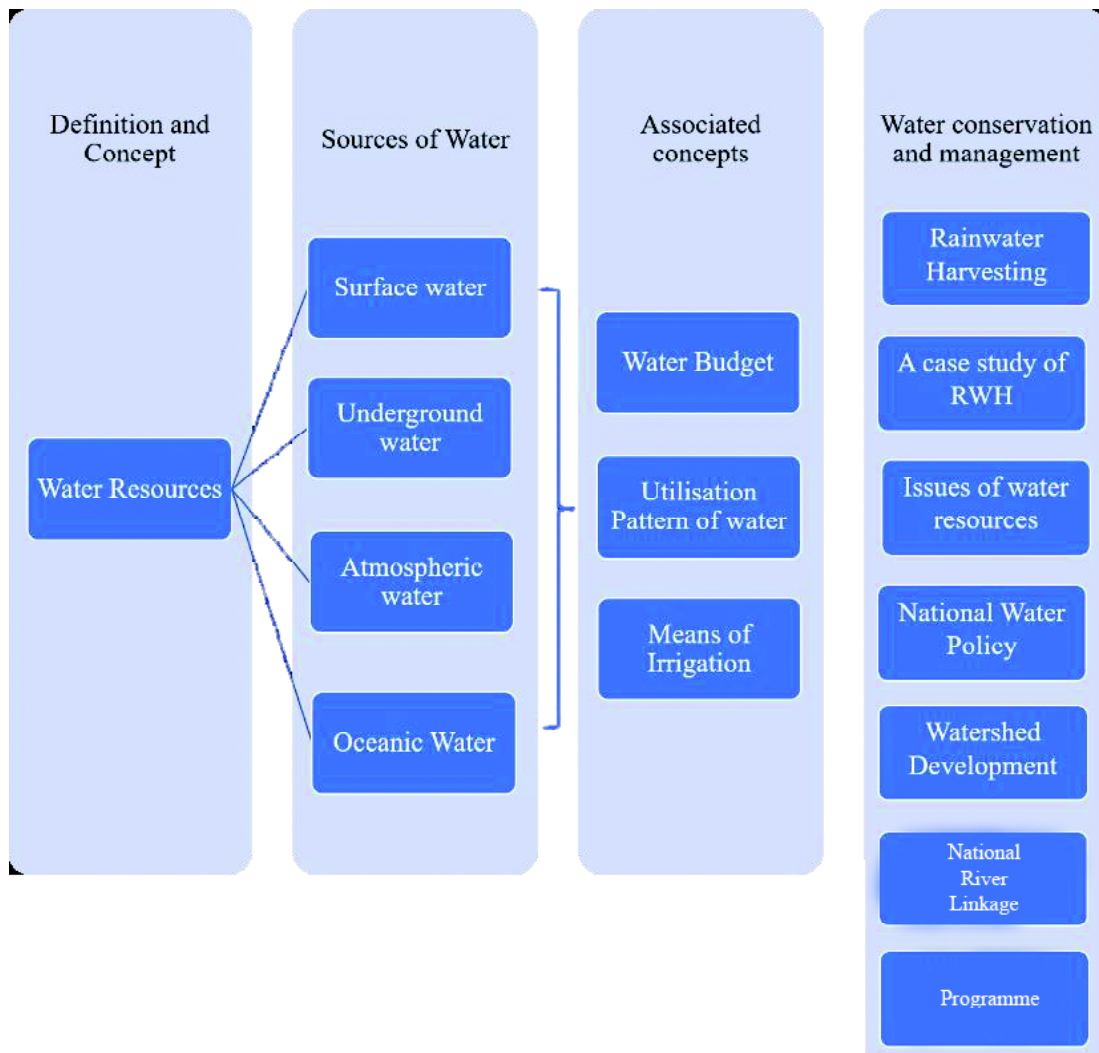 Definition and
Concept
Water Resources
Sources of Water
Surface water
Underground
water
Atmospheric
water
Oceanic Water
Associated
concepts
Water Budget
Utilisation
Pattern of water
Means of
Irrigation
Water conservation
and management
Rainwater
Harvesting
A case study of
RWH
Issues of water
resources
National Water
Policy
Watershed
Development
National
River
Linkage
Programme